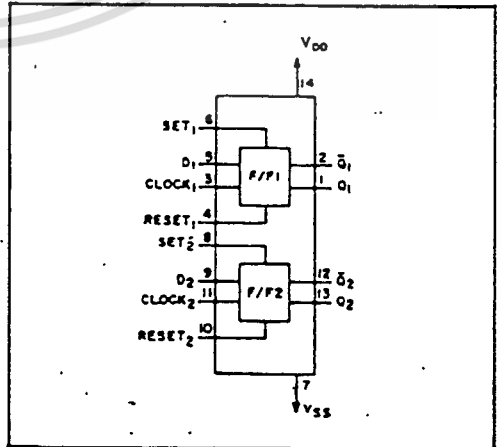 VDD
14
6
SET1
D1 5
CLOCK1 3
F/F1
2 Q̄1
1 Q1
RESET1 4
SET2 8
D2 9
CLOCK2 11
F/F2
12 Q̄2
13 Q2
RESET2 10
7
VSS